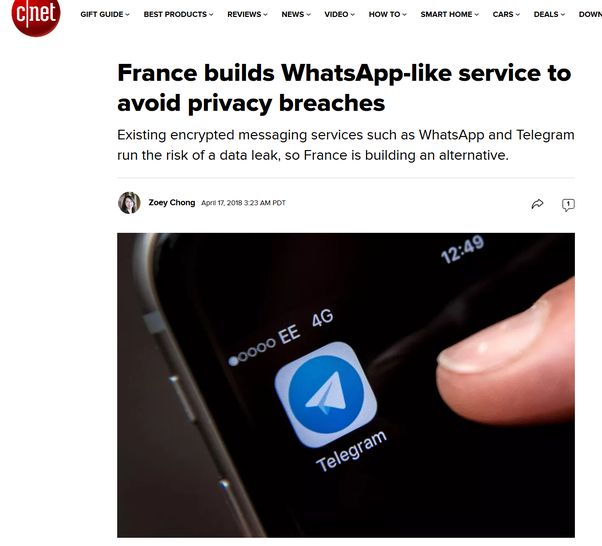 c|net
GIFT GUIDE BEST PRODUCTS REVIEWS NEWS VIDEO HOW TO SMART HOME CARS DEALS DOWN
France builds WhatsApp-like service to
avoid privacy breaches
Existing encrypted messaging services such as WhatsApp and Telegram
run the risk of a data leak, so France is building an alternative.
Zoey Chong April 17, 2018 3:23 AM PDT
1
12:49
EE 4G
Telegram